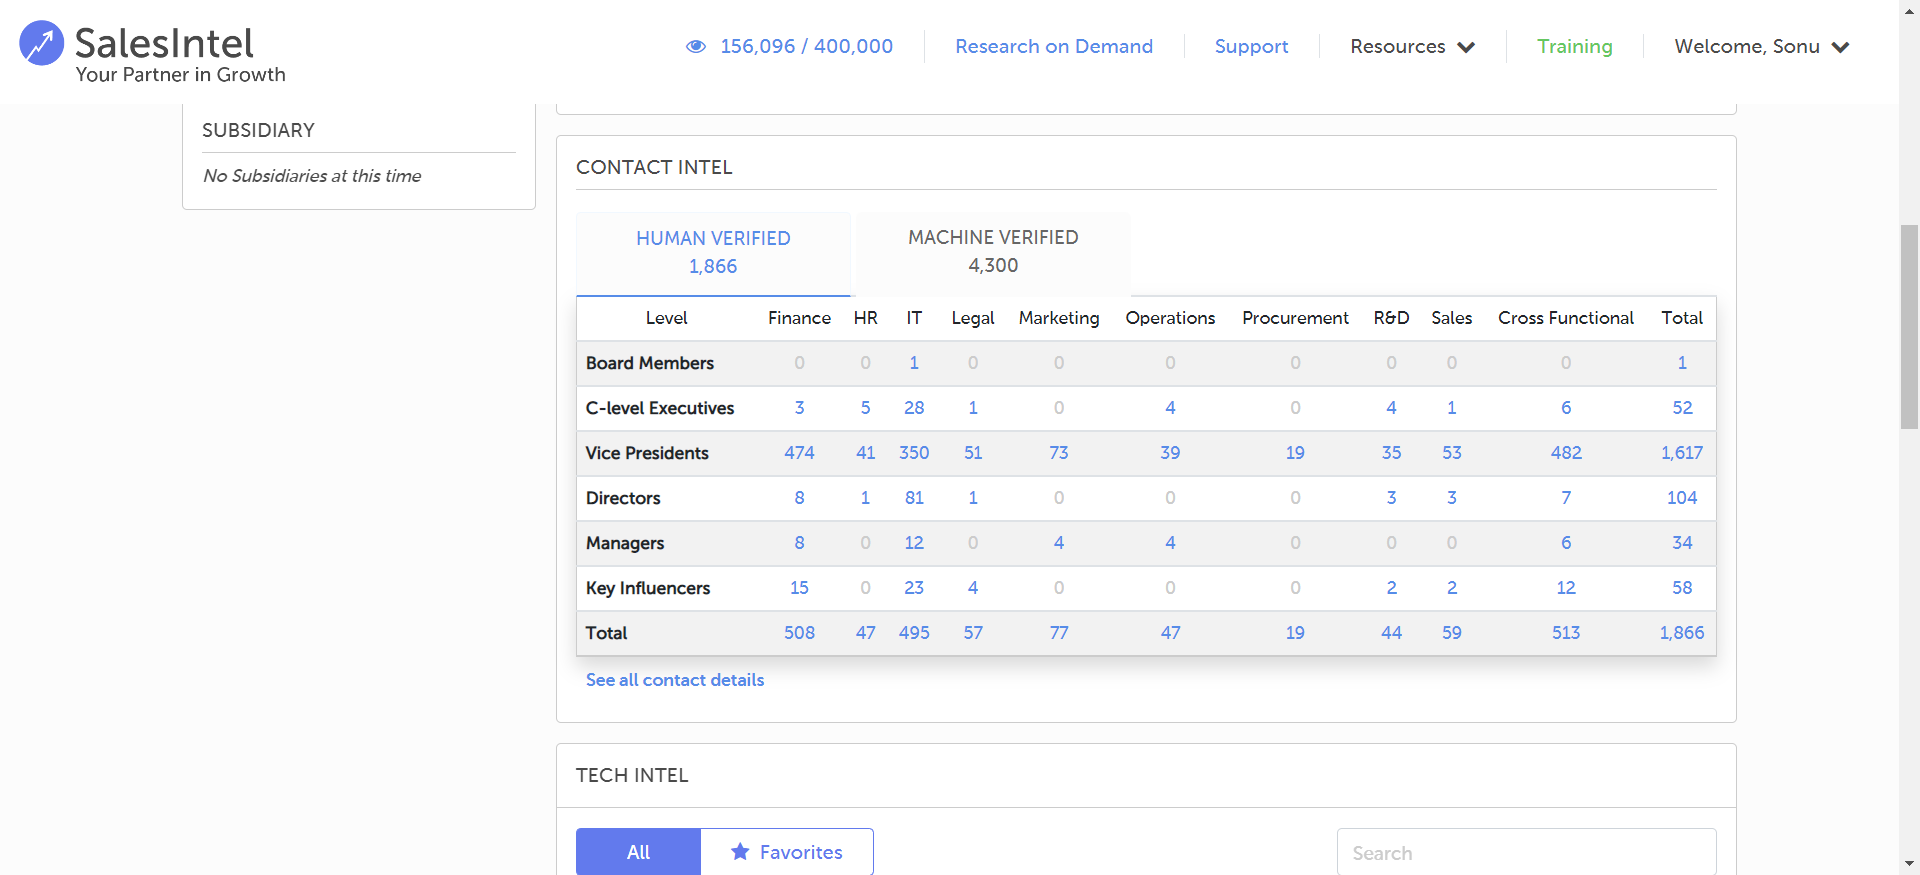 SalesIntel
Your Partner in Growth
156,096 / 400,000
Research on Demand
Support
Resources
Training
Welcome, Sonu
SUBSIDIARY
No Subsidiaries at this time
CONTACT INTEL
HUMAN VERIFIED
1,866
MACHINE VERIFIED
4,300
Level Finance HR IT Legal Marketing Operations Procurement R&D Sales Cross Functional Total
Board Members 0 0 1 0 0 0 0 0 0 0 1
C-level Executives 3 5 28 1 0 4 0 4 1 6 52
Vice Presidents 474 41 350 51 73 39 19 35 53 482 1,617
Directors 8 1 81 1 0 0 0 3 3 7 104
Managers 8 0 12 0 4 4 0 0 0 6 34
Key Influencers 15 0 23 4 0 0 0 2 2 12 58
Total 508 47 495 57 77 47 19 44 59 513 1,866
See all contact details
TECH INTEL
All
Favorites
Search